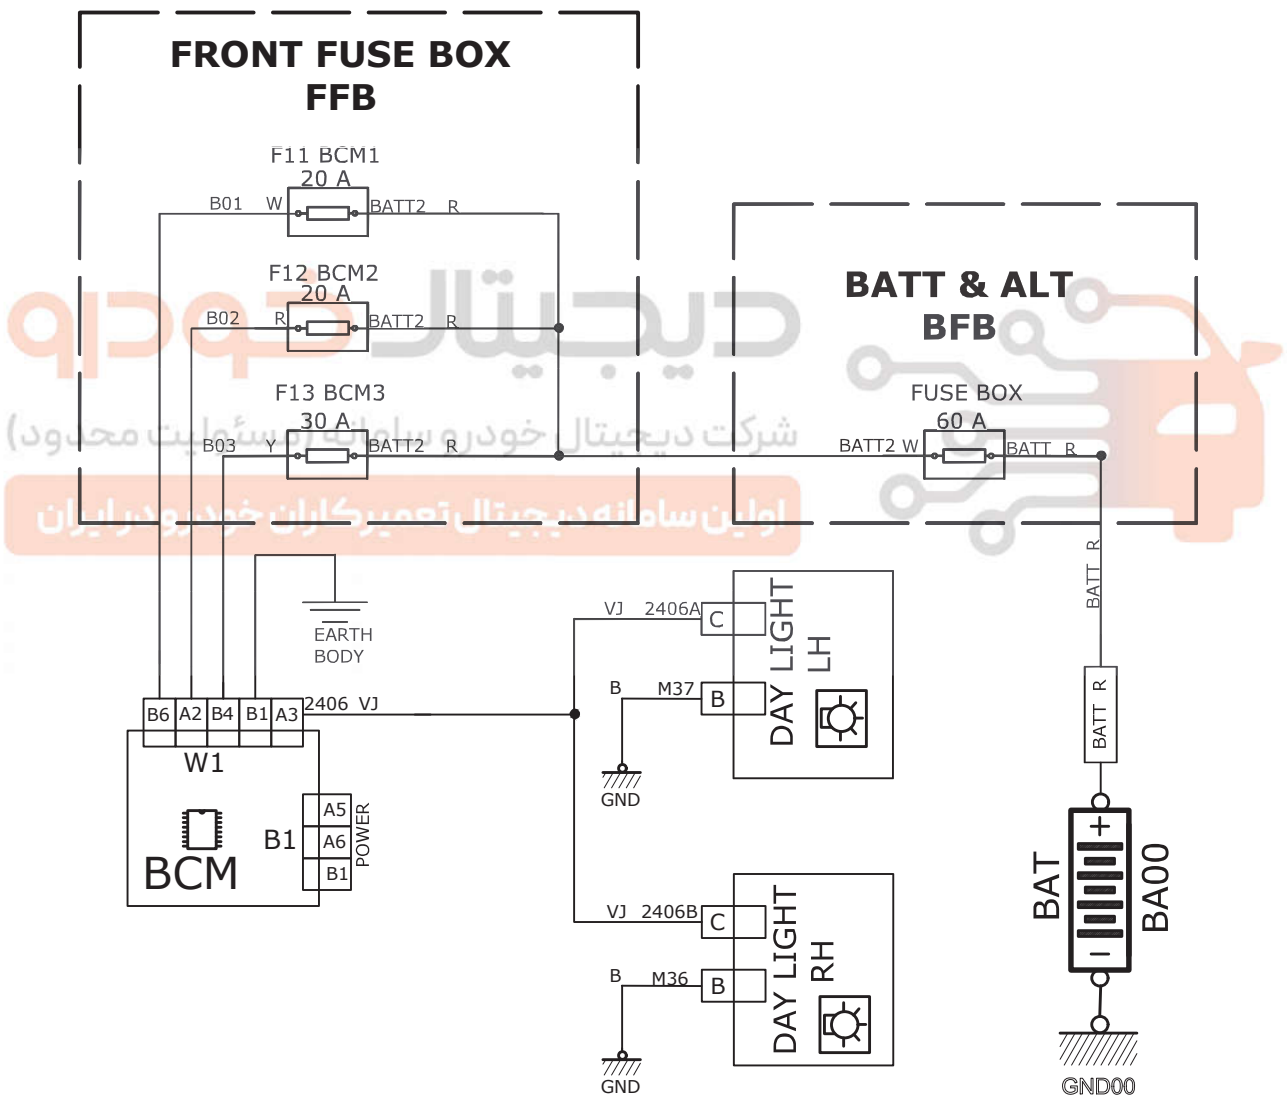 FRONT FUSE BOX
FFB
F11 BCM1
20 A
B01 W
BATT2 R
F12 BCM2
20 A
B02 R
BATT2 R
F13 BCM3
30 A
B03 Y
BATT2 R
BATT & ALT
BFB
FUSE BOX
60 A
BATT2 W
BATT R
دیجیتال خودرو
شرکت دیجیتال خودرو سامانه (مسئولیت محدود)
اولین سامانه دیجیتال تعمیرکاران خودرو در ایران
BATT R
BATT R
EARTH
BODY
B6 A2 B4 B1 A3
2406 VJ
W1
BCM
B1
A5
A6
B1
POWER
VJ 2406A
C
B M37
B
GND
DAY LIGHT
LH
VJ 2406B
C
B M36
B
GND
DAY LIGHT
RH
BAT
+
−
BA00
GND00